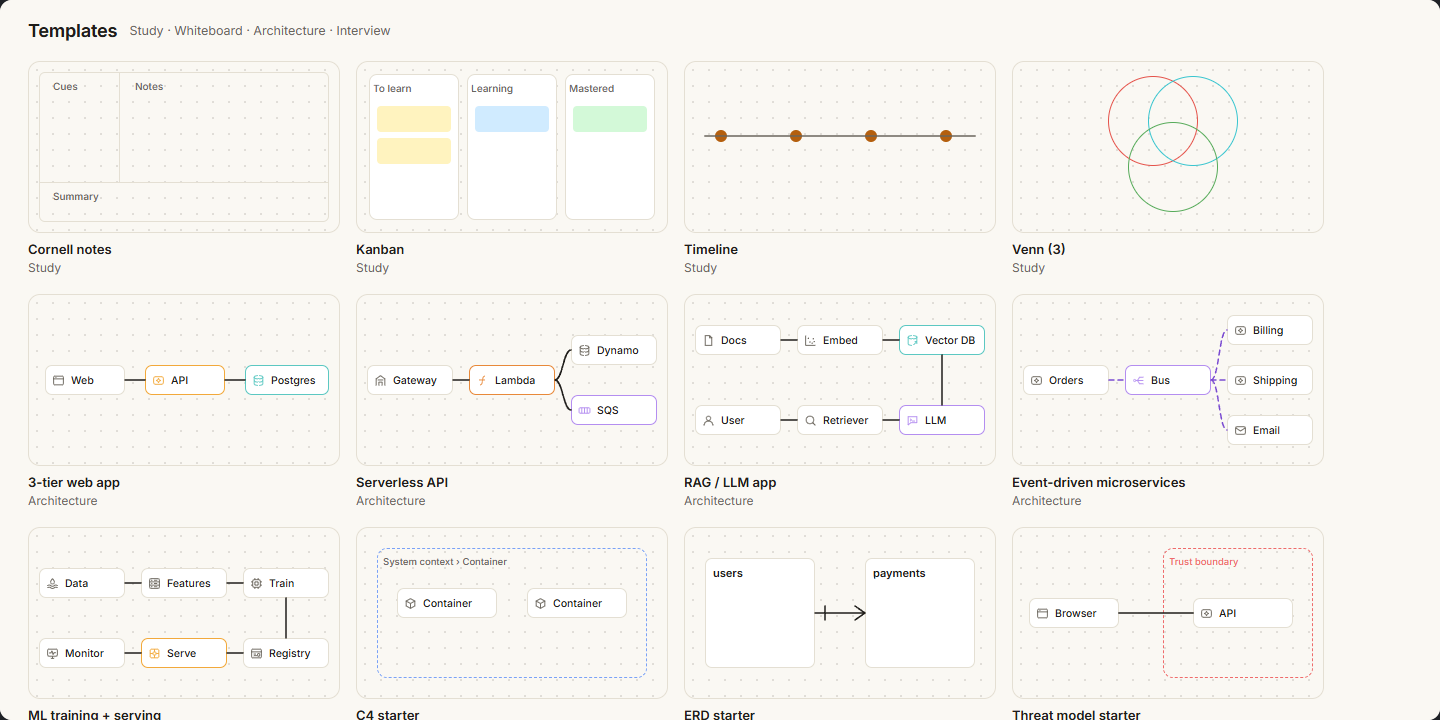 Templates Study · Whiteboard · Architecture · Interview
Cues Notes
Summary
Cornell notes
Study
To learn Learning Mastered
Kanban
Study
Timeline
Study
Venn (3)
Study
Web API Postgres
3-tier web app
Architecture
Gateway Lambda Dynamo
SQS
Serverless API
Architecture
Docs Embed Vector DB
User Retriever LLM
RAG / LLM app
Architecture
Billing
Orders Bus Shipping
Email
Event-driven microservices
Architecture
Data Features Train
Monitor Serve Registry
ML training + serving
System context › Container
Container Container
C4 starter
users payments
ERD starter
Trust boundary
Browser API
Threat model starter